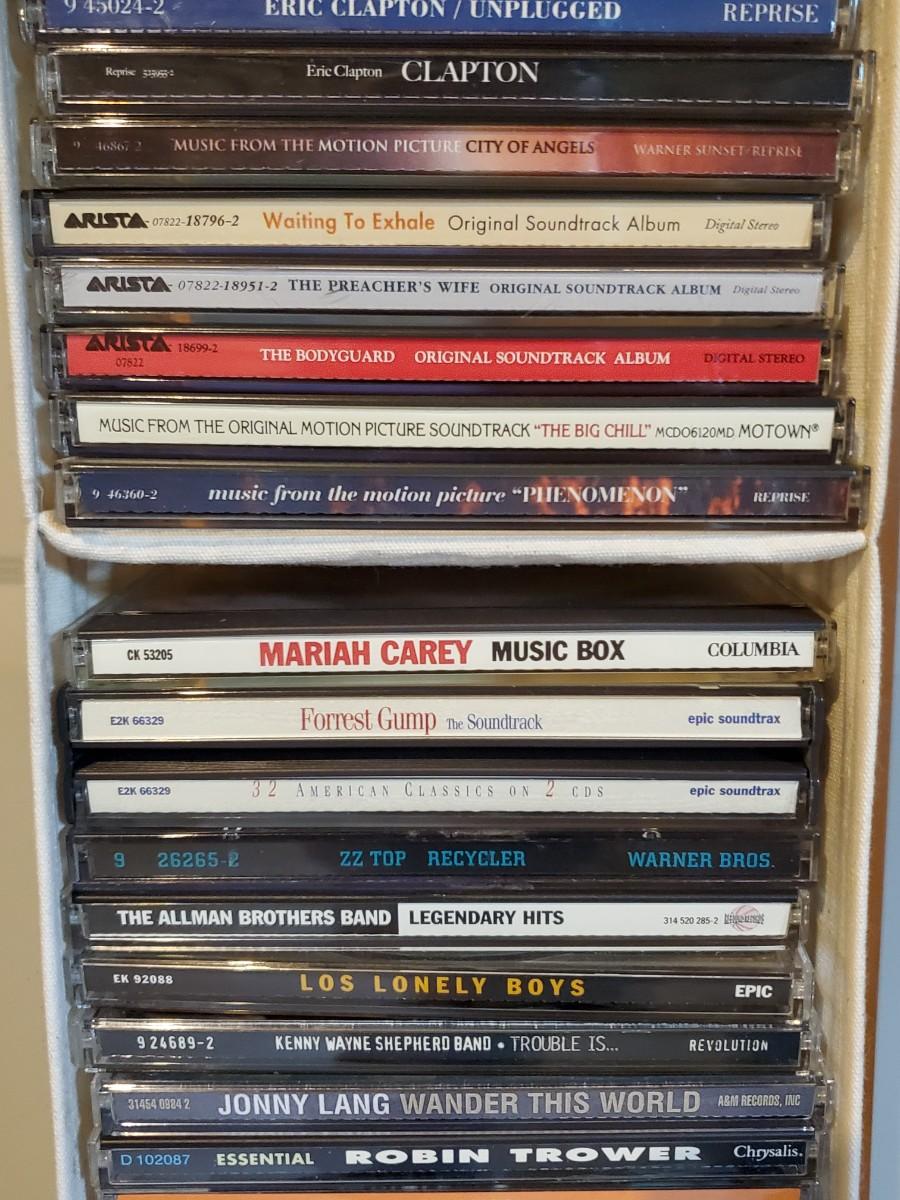 9 45024-2 ERIC CLAPTON / UNPLUGGED REPRISE
Reprise 525955-2 Eric Clapton CLAPTON
9 46867-2 MUSIC FROM THE MOTION PICTURE CITY OF ANGELS WARNER SUNSET/REPRISE
ARISTA 07822-18796-2 Waiting To Exhale Original Soundtrack Album Digital Stereo
ARISTA 07822-18951-2 THE PREACHER'S WIFE ORIGINAL SOUNDTRACK ALBUM Digital Stereo
ARISTA 18699-2 THE BODYGUARD ORIGINAL SOUNDTRACK ALBUM DIGITAL STEREO
07822
MUSIC FROM THE ORIGINAL MOTION PICTURE SOUNDTRACK "THE BIG CHILL" MCDO6120MD MOTOWN®
9 46360-2 music from the motion picture "PHENOMENON" REPRISE
CK 53205 MARIAH CAREY MUSIC BOX COLUMBIA
E2K 66329 Forrest Gump The Soundtrack epic soundtrax
E2K 66329 32 AMERICAN CLASSICS ON 2 CDS epic soundtrax
9 26265-2 ZZ TOP RECYCLER WARNER BROS.
THE ALLMAN BROTHERS BAND LEGENDARY HITS 314 520 285-2
EK 92088 LOS LONELY BOYS EPIC
9 24689-2 KENNY WAYNE SHEPHERD BAND • TROUBLE IS... REVOLUTION
31454 0984 2 JONNY LANG WANDER THIS WORLD A&M RECORDS, INC
D 102087 ESSENTIAL ROBIN TROWER Chrysalis.